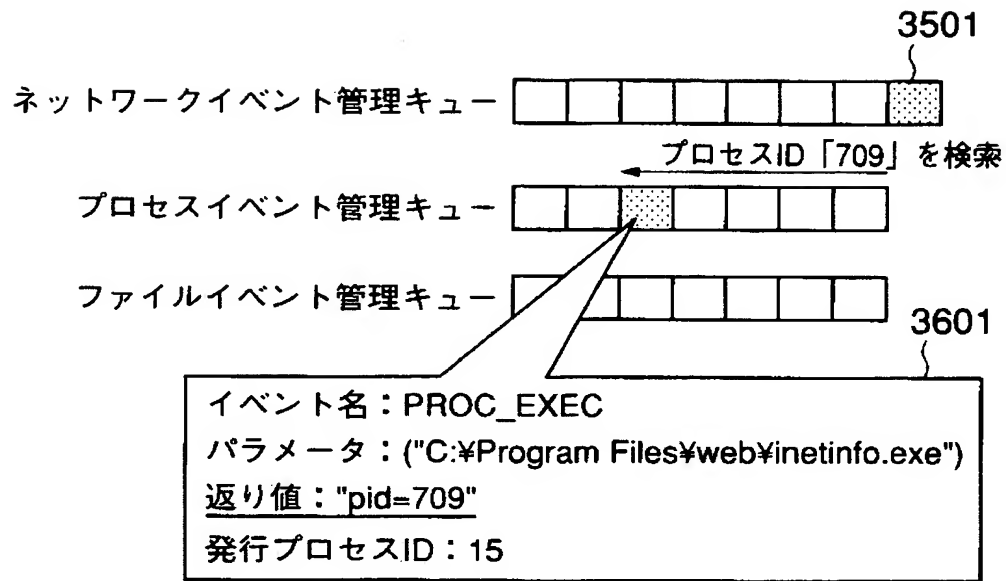 3501
ネットワークイベント管理キュー
プロセスID「709」を検索
プロセスイベント管理キュー
ファイルイベント管理キュー
3601
イベント名：PROC_EXEC
パラメータ：("C:¥Program Files¥web¥inetinfo.exe")
返り値："pid=709"
発行プロセスID：15